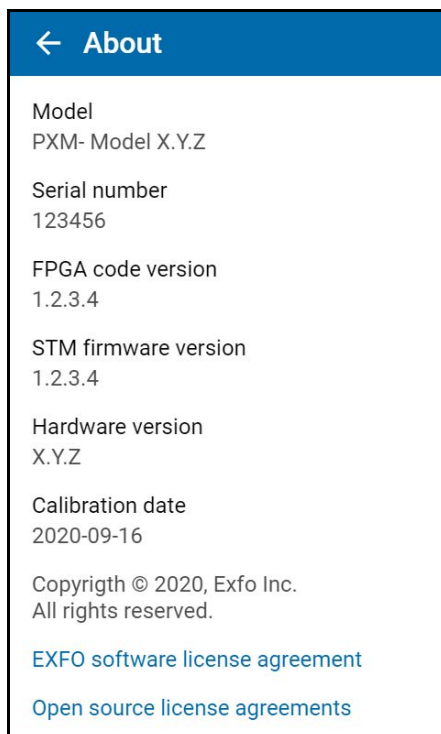 ← About
Model
PXM- Model X.Y.Z
Serial number
123456
FPGA code version
1.2.3.4
STM firmware version
1.2.3.4
Hardware version
X.Y.Z
Calibration date
2020-09-16
Copyrigth © 2020, Exfo Inc.
All rights reserved.
EXFO software license agreement
Open source license agreements